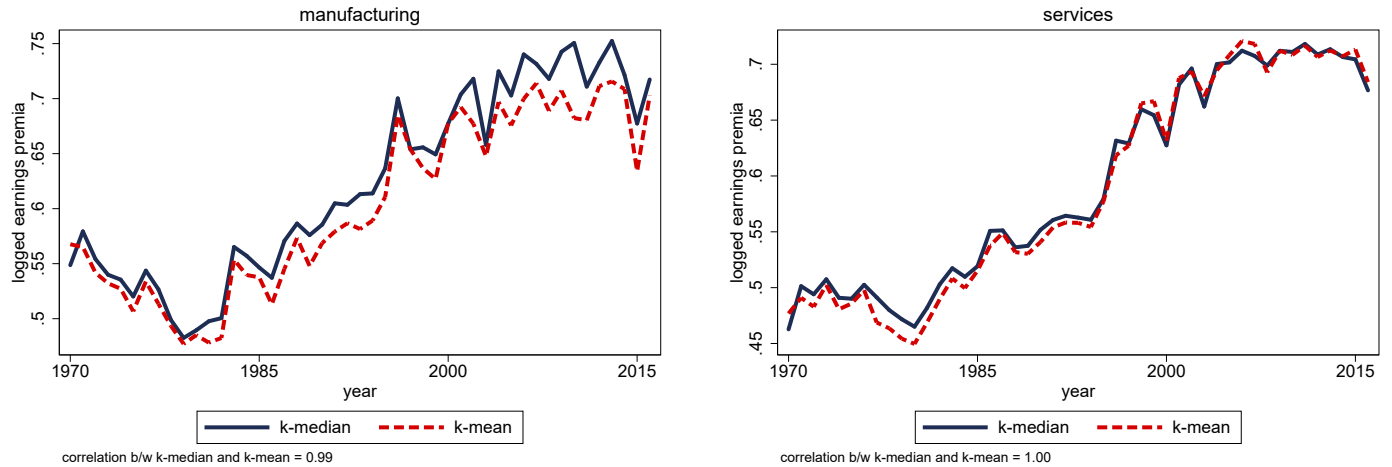 manufacturing
logged earnings premia
.75
.7
.65
.6
.55
.5
1970
1985
2000
2015
year
k-median
k-mean
correlation b/w k-median and k-mean = 0.99
services
logged earnings premia
.7
.65
.6
.55
.5
.45
1970
1985
2000
2015
year
k-median
k-mean
correlation b/w k-median and k-mean = 1.00